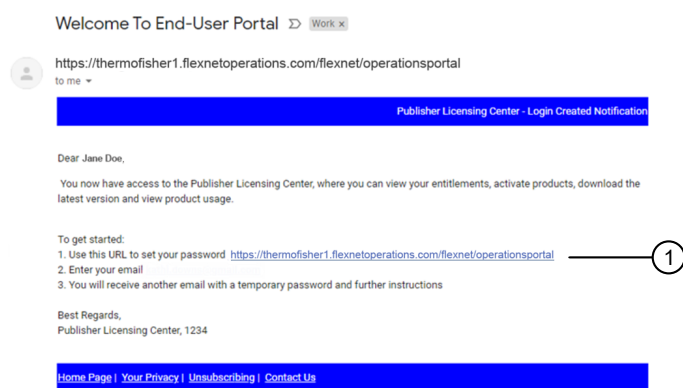 Welcome To End-User Portal Work x
https://thermofisher1.flexnetoperations.com/flexnet/operationsportal
to me
Publisher Licensing Center - Login Created Notification
Dear Jane Doe,
You now have access to the Publisher Licensing Center, where you can view your entitlements, activate products, download the
latest version and view product usage.
To get started:
1. Use this URL to set your password https://thermofisher1.flexnetoperations.com/flexnet/operationsportal 1
2. Enter your email
3. You will receive another email with a temporary password and further instructions
Best Regards,
Publisher Licensing Center, 1234
Home Page | Your Privacy | Unsubscribing | Contact Us